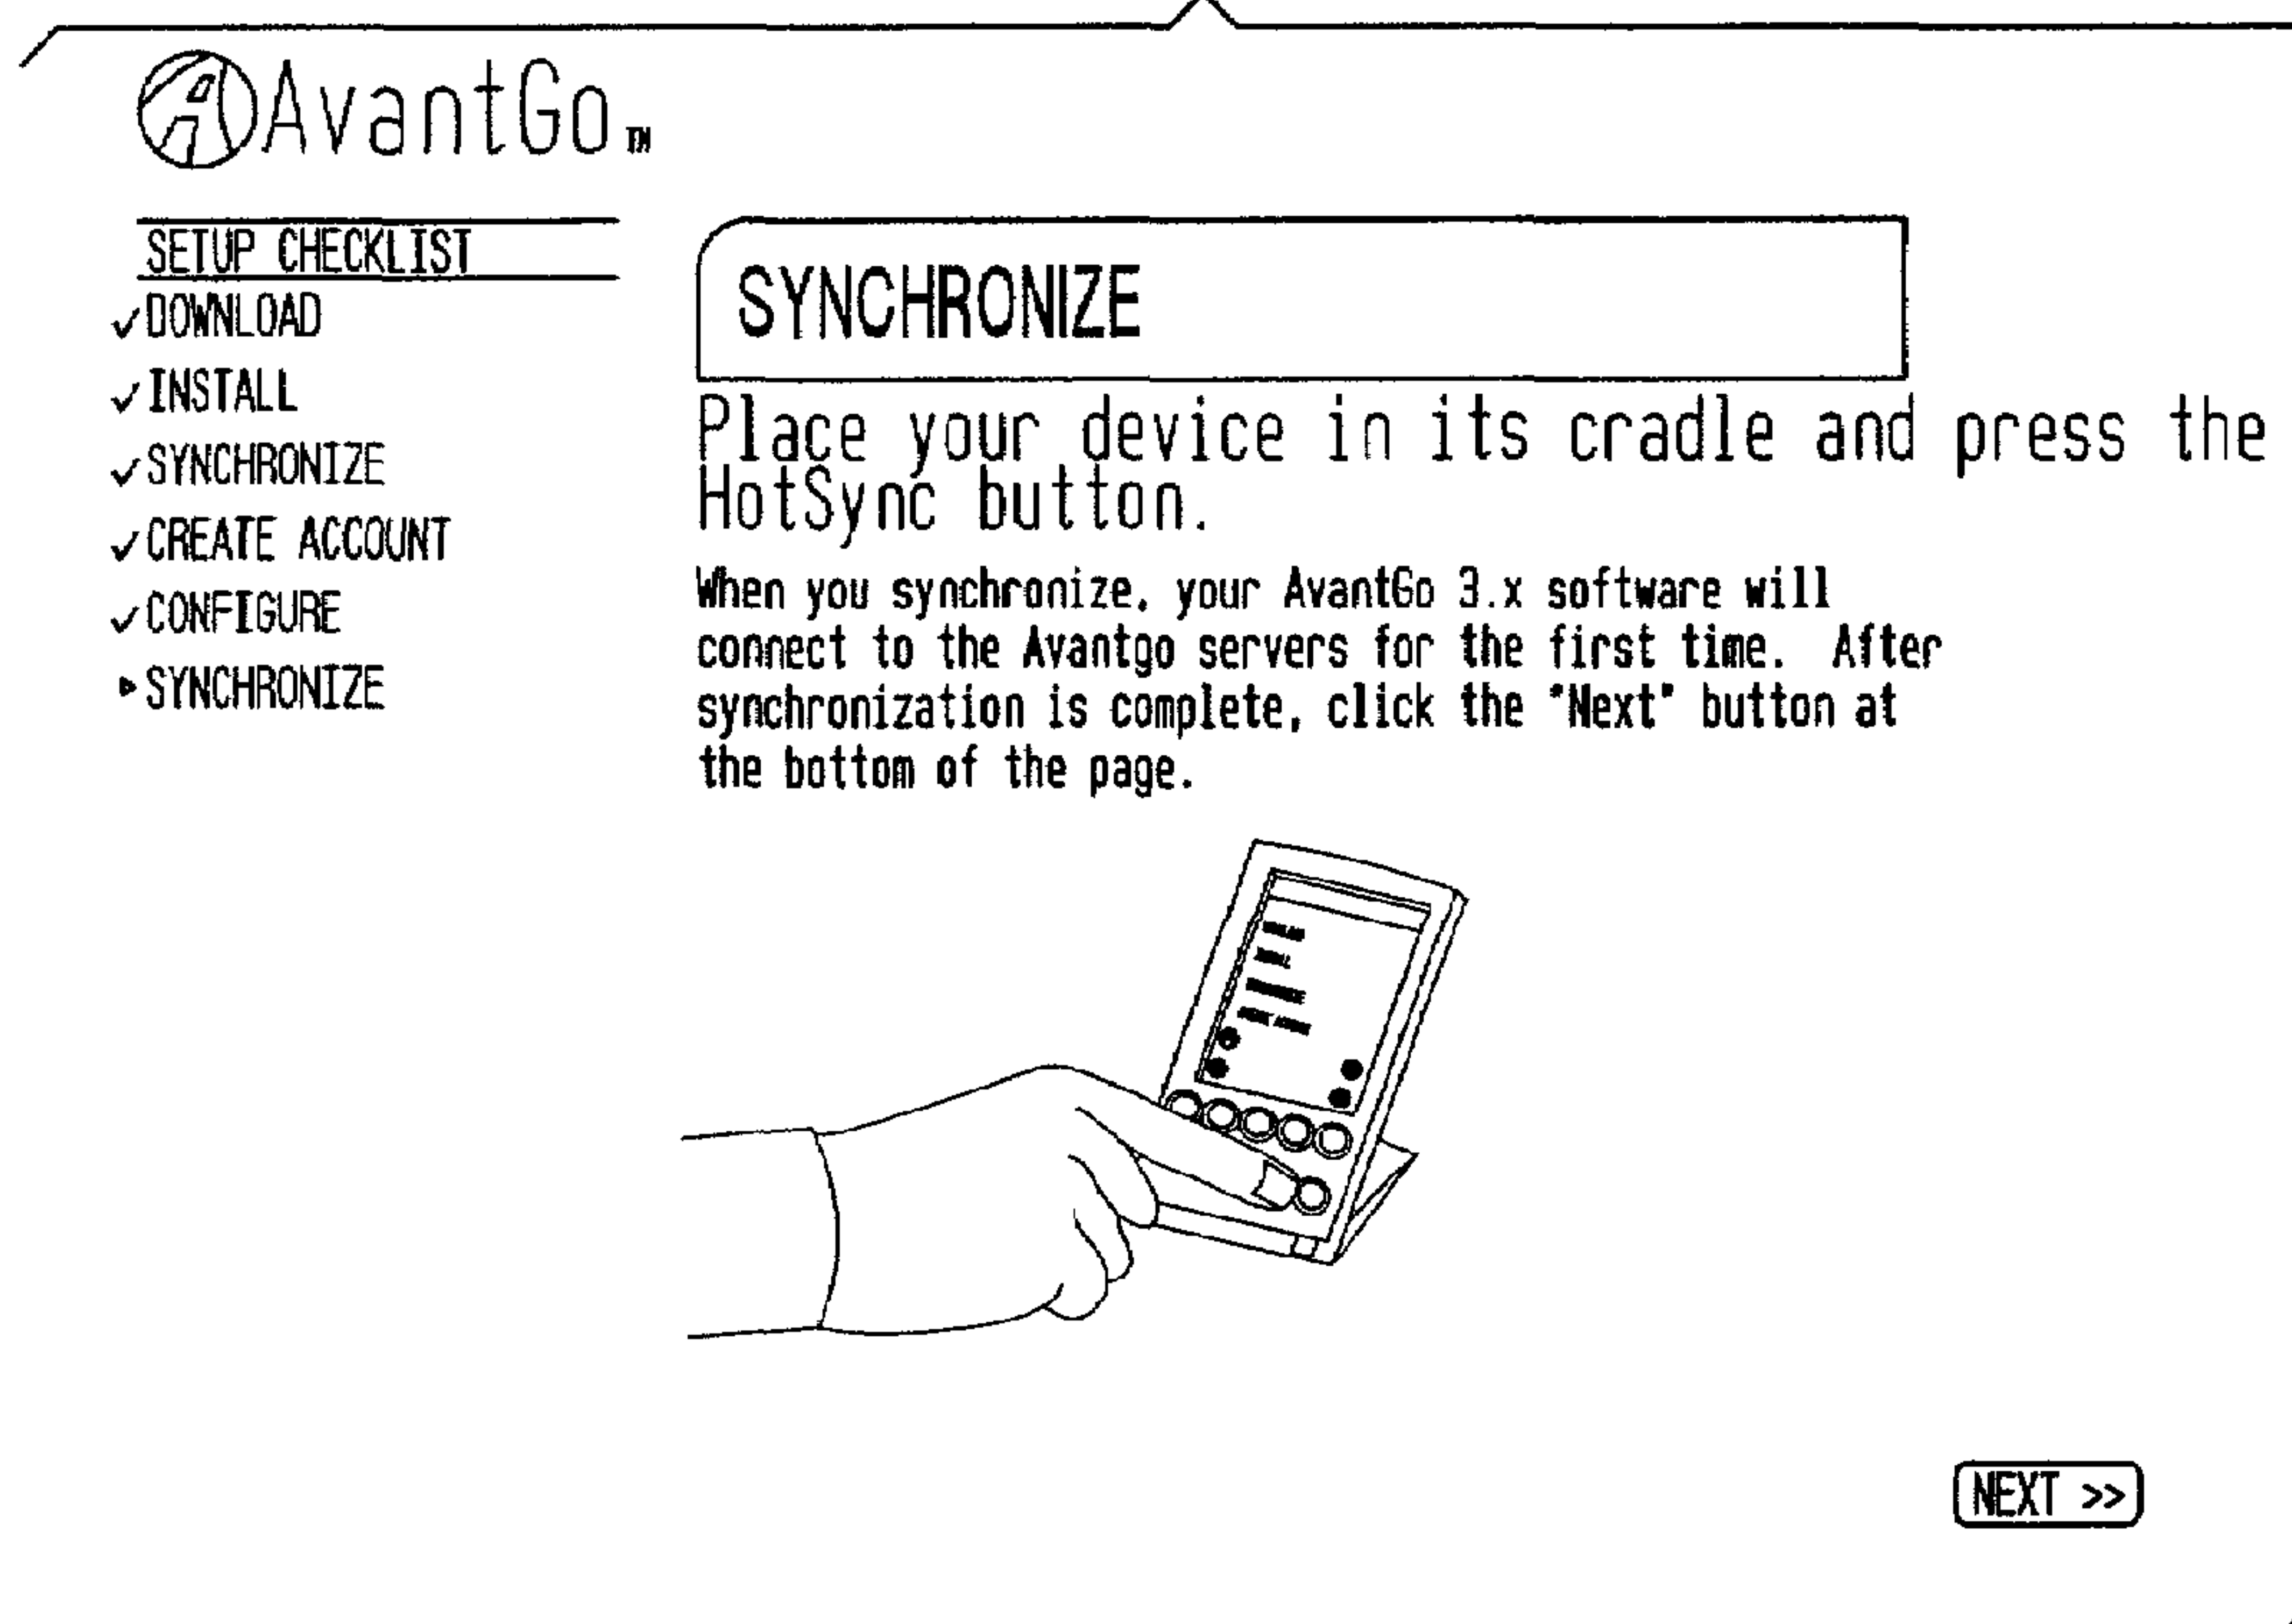 AvantGo™
SETUP CHECKLIST
✓DOWNLOAD
✓INSTALL
✓SYNCHRONIZE
✓CREATE ACCOUNT
✓CONFIGURE
▸SYNCHRONIZE
SYNCHRONIZE
Place your device in its cradle and press the
HotSync button.
When you synchronize, your AvantGo 3.x software will
connect to the Avantgo servers for the first time. After
synchronization is complete, click the "Next" button at
the bottom of the page.
NEXT >>